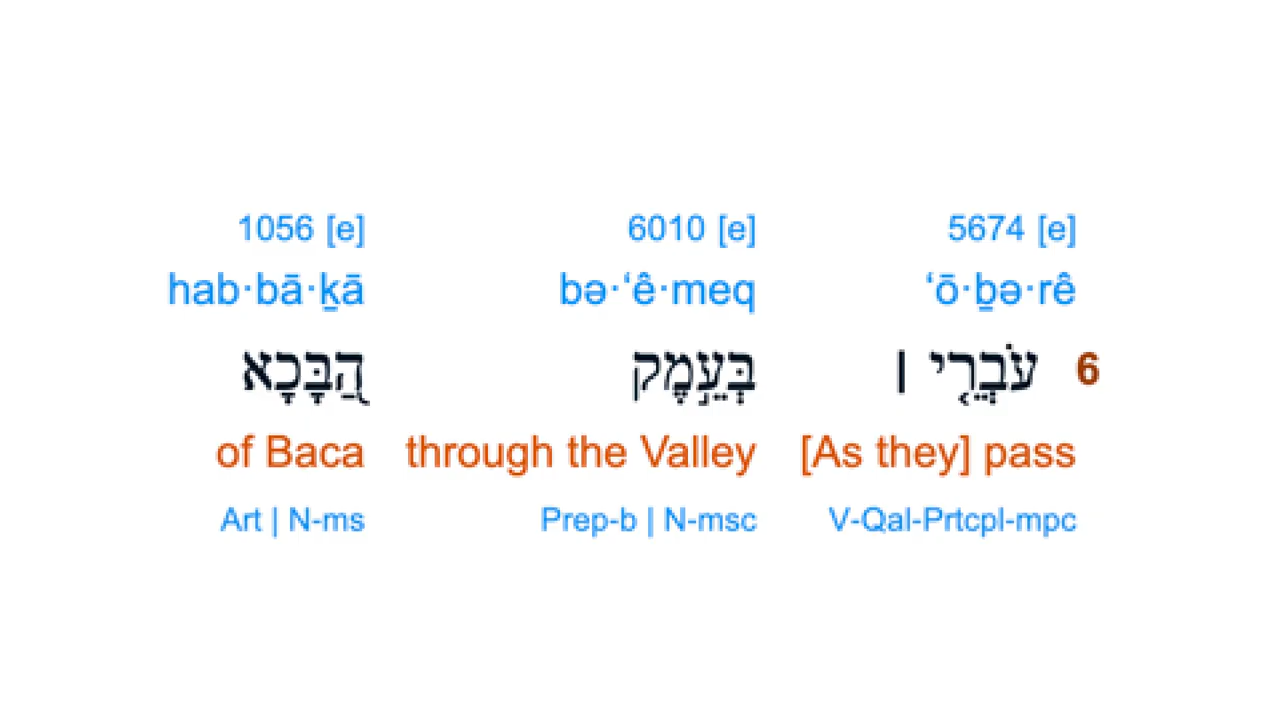 1056 [e] 6010 [e] 5674 [e]
hab·bā·ḵā bə·‘ê·meq ‘ō·ḇə·rê
6 עֹבְרֵ֤י ׀ בְּעֵ֣מֶק הַ֭בָּכָא
of Baca through the Valley [As they] pass
Art | N-ms Prep-b | N-msc V-Qal-Prtcpl-mpc